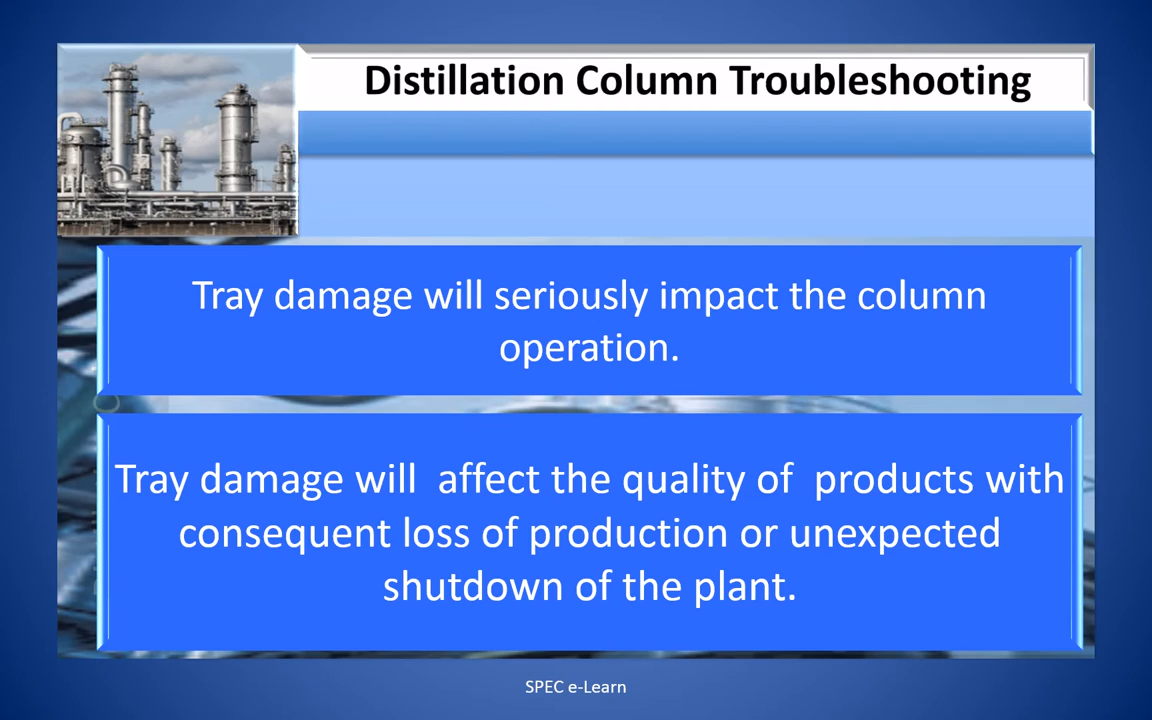 Distillation Column Troubleshooting
Tray damage will seriously impact the column
operation.
Tray damage will  affect the quality of  products with
consequent loss of production or unexpected
shutdown of the plant.
SPEC e-Learn